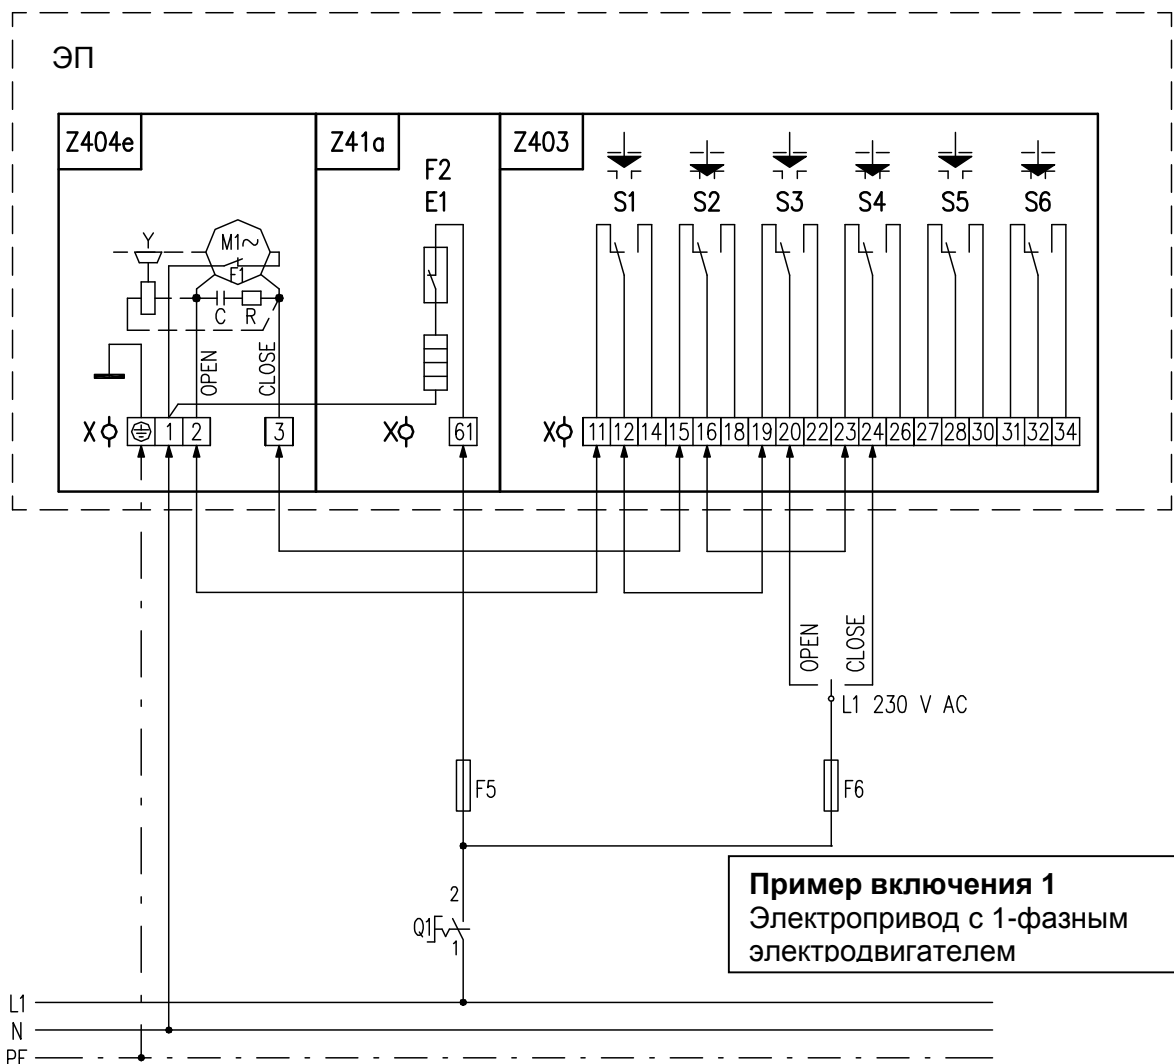 ЭП
Z404e Z41a Z403
F2
E1
S1 S2 S3 S4 S5 S6
Y
M1~
F1
C R
OPEN
CLOSE
X 1 2 3
X 61
X 11 12 14 15 16 18 19 20 22 23 24 26 27 28 30 31 32 34
OPEN
CLOSE
L1 230 V AC
F5
F6
2
Q1
1
Пример включения 1
Электропривод с 1-фазным
электродвигателем
L1
N
PE